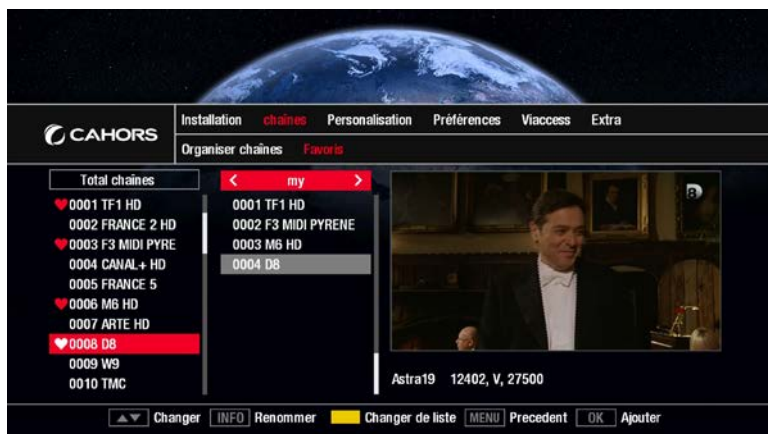 CAHORS
Installation chaînes Personalisation Préférences Viaccess Extra
Organiser chaînes Favoris
Total chaînes
0001 TF1 HD
0002 FRANCE 2 HD
0003 F3 MIDI PYRE
0004 CANAL+ HD
0005 FRANCE 5
0006 M6 HD
0007 ARTE HD
0008 D8
0009 W9
0010 TMC
< my >
0001 TF1 HD
0002 F3 MIDI PYRENE
0003 M6 HD
0004 D8
D8
Astra19 12402, V, 27500
▲▼ Changer INFO Renommer Changer de liste MENU Precedent OK Ajouter